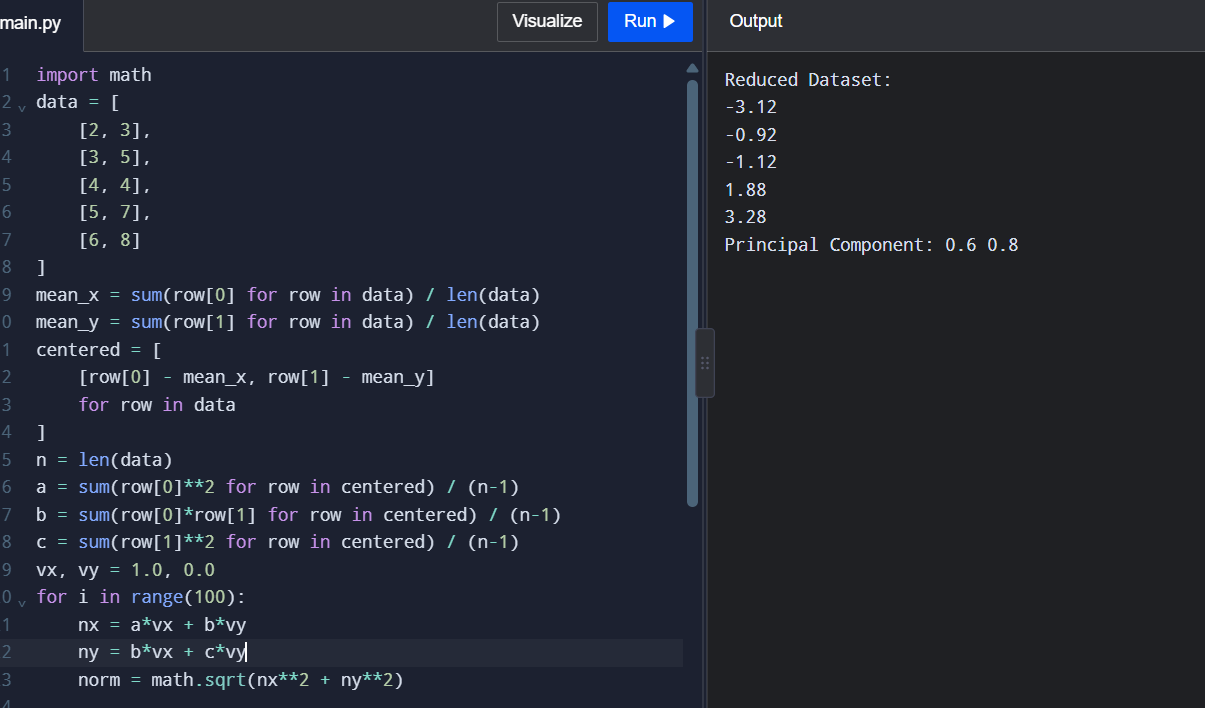 main.py
Visualize
Run
Output
1 import math
2 data = [
3     [2, 3],
4     [3, 5],
5     [4, 4],
6     [5, 7],
7     [6, 8]
8 ]
9 mean_x = sum(row[0] for row in data) / len(data)
0 mean_y = sum(row[1] for row in data) / len(data)
1 centered = [
2     [row[0] - mean_x, row[1] - mean_y]
3     for row in data
4 ]
5 n = len(data)
6 a = sum(row[0]**2 for row in centered) / (n-1)
7 b = sum(row[0]*row[1] for row in centered) / (n-1)
8 c = sum(row[1]**2 for row in centered) / (n-1)
9 vx, vy = 1.0, 0.0
0 for i in range(100):
1     nx = a*vx + b*vy
2     ny = b*vx + c*vy
3     norm = math.sqrt(nx**2 + ny**2)
4
Reduced Dataset:
-3.12
-0.92
-1.12
1.88
3.28
Principal Component: 0.6 0.8